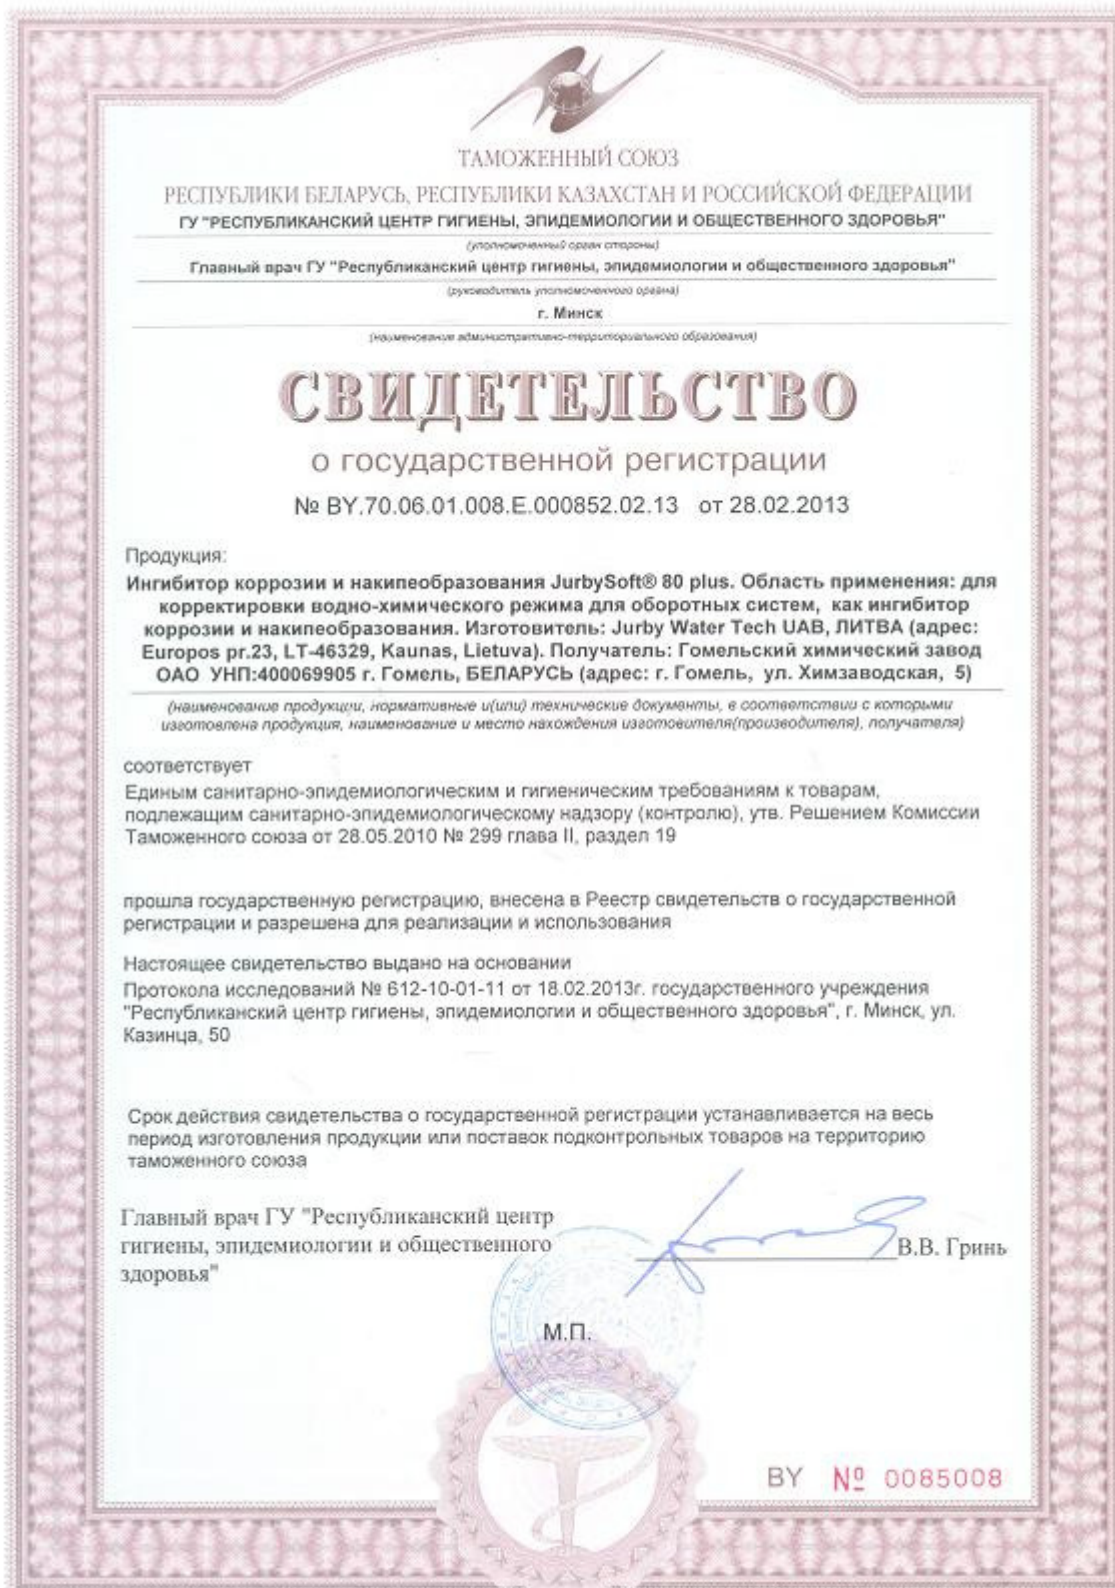 ТАМОЖЕННЫЙ СОЮЗ
РЕСПУБЛИКИ БЕЛАРУСЬ, РЕСПУБЛИКИ КАЗАХСТАН И РОССИЙСКОЙ ФЕДЕРАЦИИ
ГУ "РЕСПУБЛИКАНСКИЙ ЦЕНТР ГИГИЕНЫ, ЭПИДЕМИОЛОГИИ И ОБЩЕСТВЕННОГО ЗДОРОВЬЯ"
(уполномоченный орган стороны)
Главный врач ГУ "Республиканский центр гигиены, эпидемиологии и общественного здоровья"
(руководитель уполномоченного органа)
г. Минск
(наименование административно-территориального образования)
СВИДЕТЕЛЬСТВО
о государственной регистрации
№ BY.70.06.01.008.E.000852.02.13 от 28.02.2013
Продукция:
Ингибитор коррозии и накипеобразования JurbySoft® 80 plus. Область применения: для
корректировки водно-химического режима для оборотных систем, как ингибитор
коррозии и накипеобразования. Изготовитель: Jurby Water Tech UAB, ЛИТВА (адрес:
Europos pr.23, LT-46329, Kaunas, Lietuva). Получатель: Гомельский химический завод
ОАО УНП:400069905 г. Гомель, БЕЛАРУСЬ (адрес: г. Гомель, ул. Химзаводская, 5)
(наименование продукции, нормативные и(или) технические документы, в соответствии с которыми
изготовлена продукция, наименование и место нахождения изготовителя(производителя), получателя)
соответствует
Единым санитарно-эпидемиологическим и гигиеническим требованиям к товарам,
подлежащим санитарно-эпидемиологическому надзору (контролю), утв. Решением Комиссии
Таможенного союза от 28.05.2010 № 299 глава II, раздел 19
прошла государственную регистрацию, внесена в Реестр свидетельств о государственной
регистрации и разрешена для реализации и использования
Настоящее свидетельство выдано на основании
Протокола исследований № 612-10-01-11 от 18.02.2013г. государственного учреждения
"Республиканский центр гигиены, эпидемиологии и общественного здоровья", г. Минск, ул.
Казинца, 50
Срок действия свидетельства о государственной регистрации устанавливается на весь
период изготовления продукции или поставок подконтрольных товаров на территорию
таможенного союза
Главный врач ГУ "Республиканский центр
гигиены, эпидемиологии и общественного
здоровья"
В.В. Гринь
М.П.
BY № 0085008